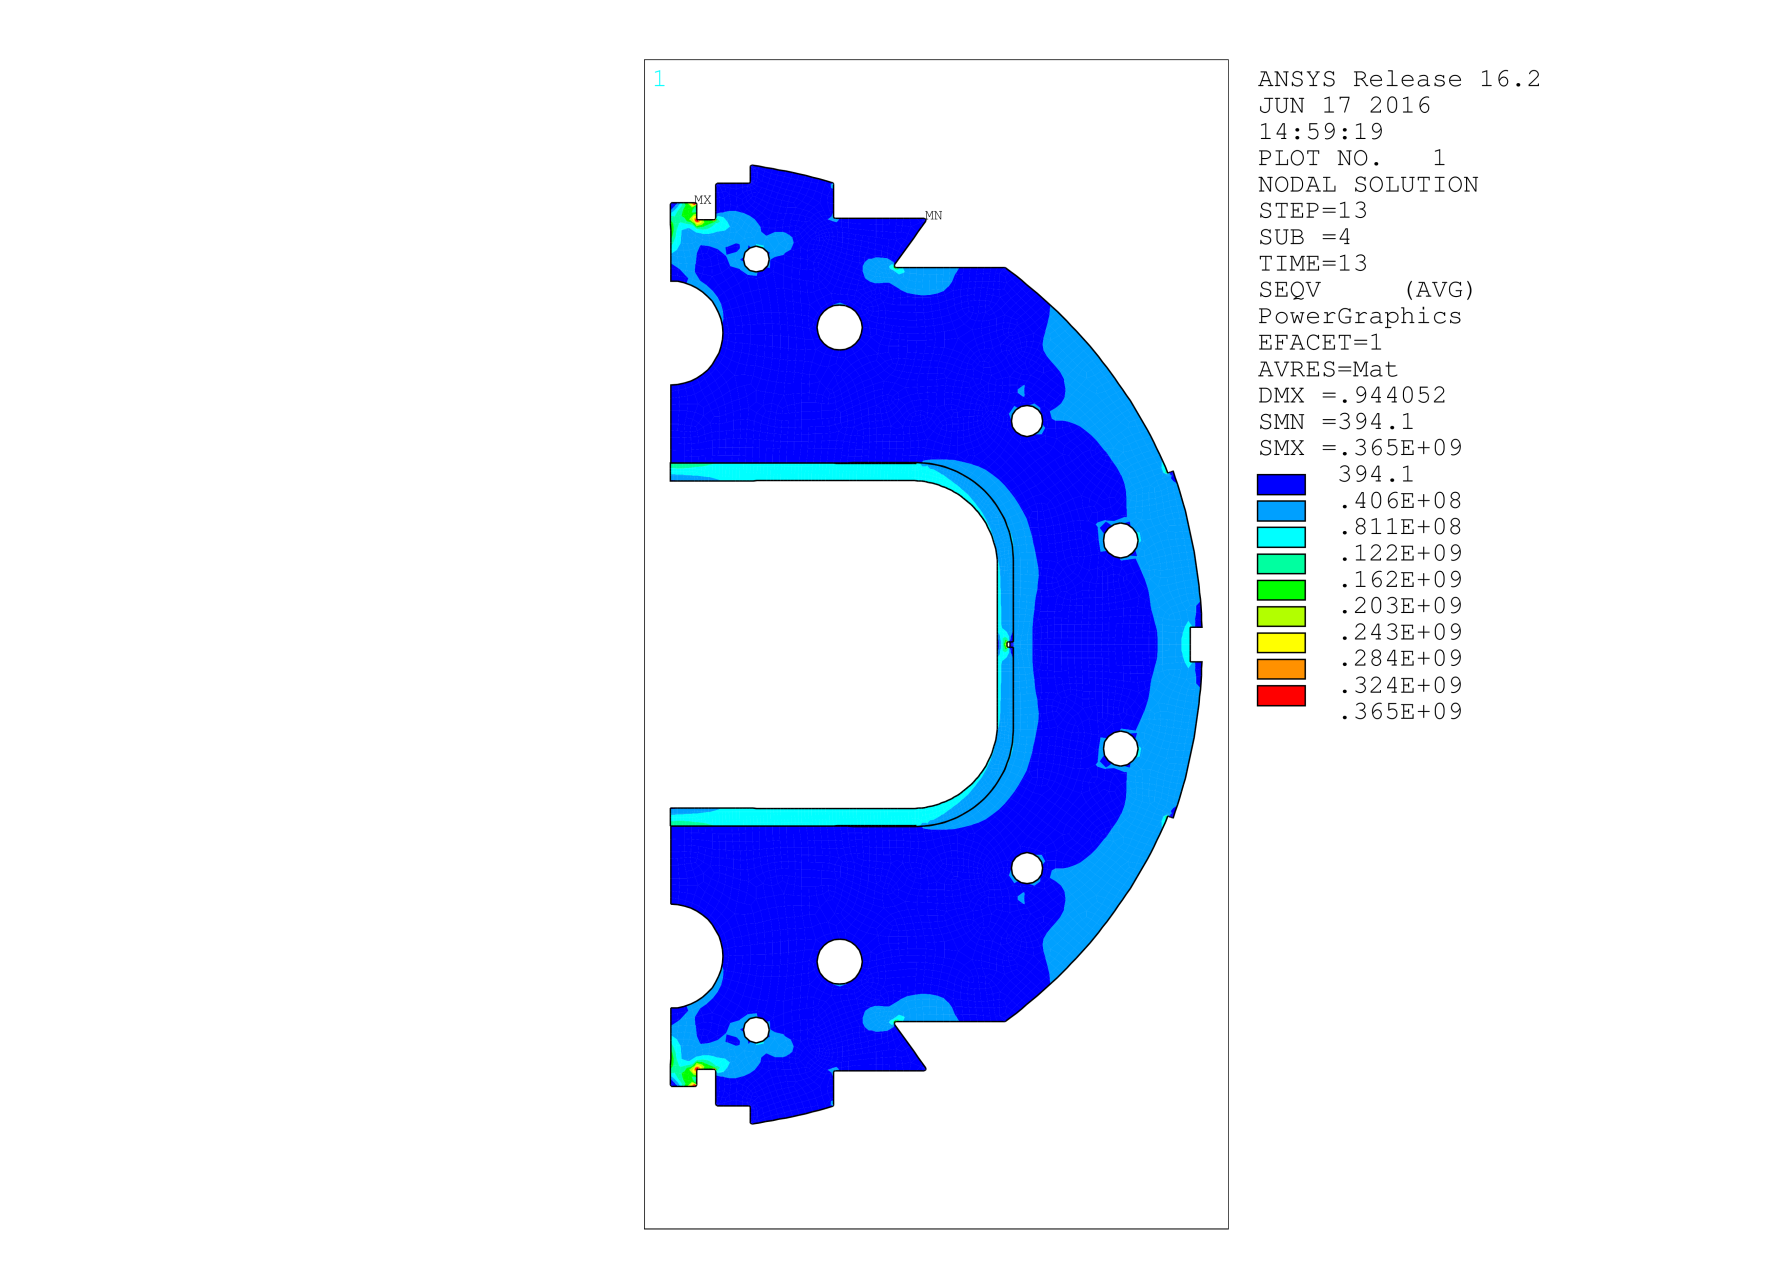 1
MX
MN
ANSYS Release 16.2
JUN 17 2016
14:59:19
PLOT NO.   1
NODAL SOLUTION
STEP=13
SUB =4
TIME=13
SEQV     (AVG)
PowerGraphics
EFACET=1
AVRES=Mat
DMX =.944052
SMN =394.1
SMX =.365E+09
394.1
.406E+08
.811E+08
.122E+09
.162E+09
.203E+09
.243E+09
.284E+09
.324E+09
.365E+09